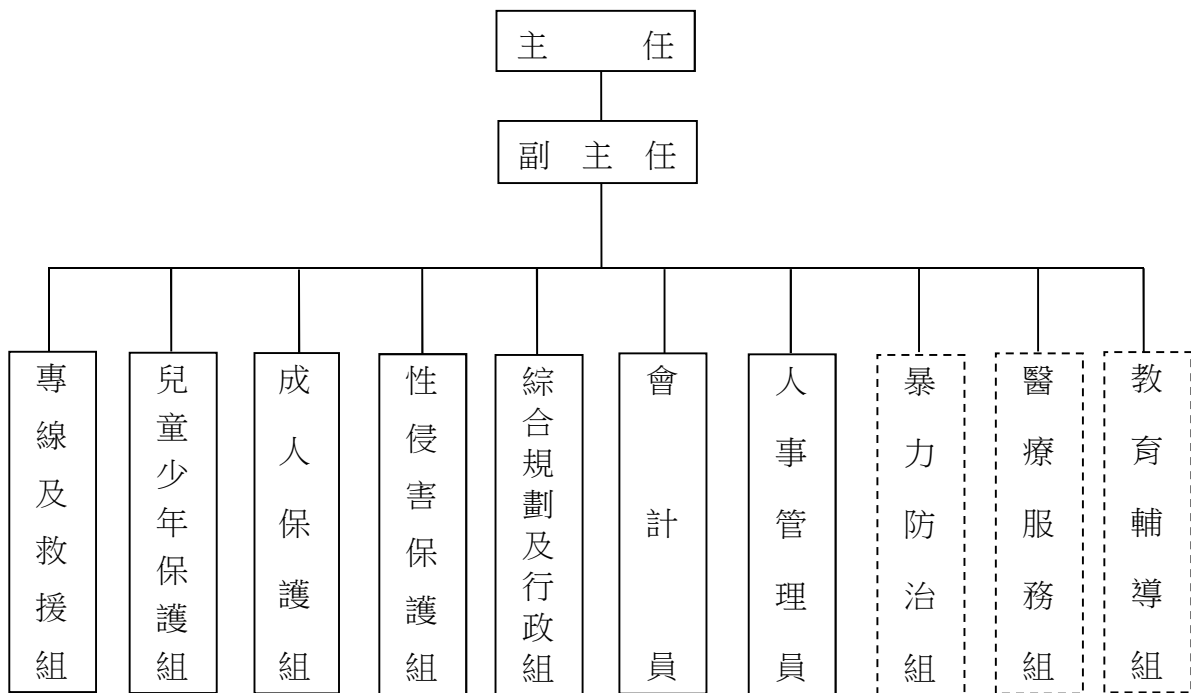 主任
副主任
專線及救援組
兒童少年保護組
成人保護組
性侵害保護組
綜合規劃及行政組
會計員
人事管理員
暴力防治組
醫療服務組
教育輔導組